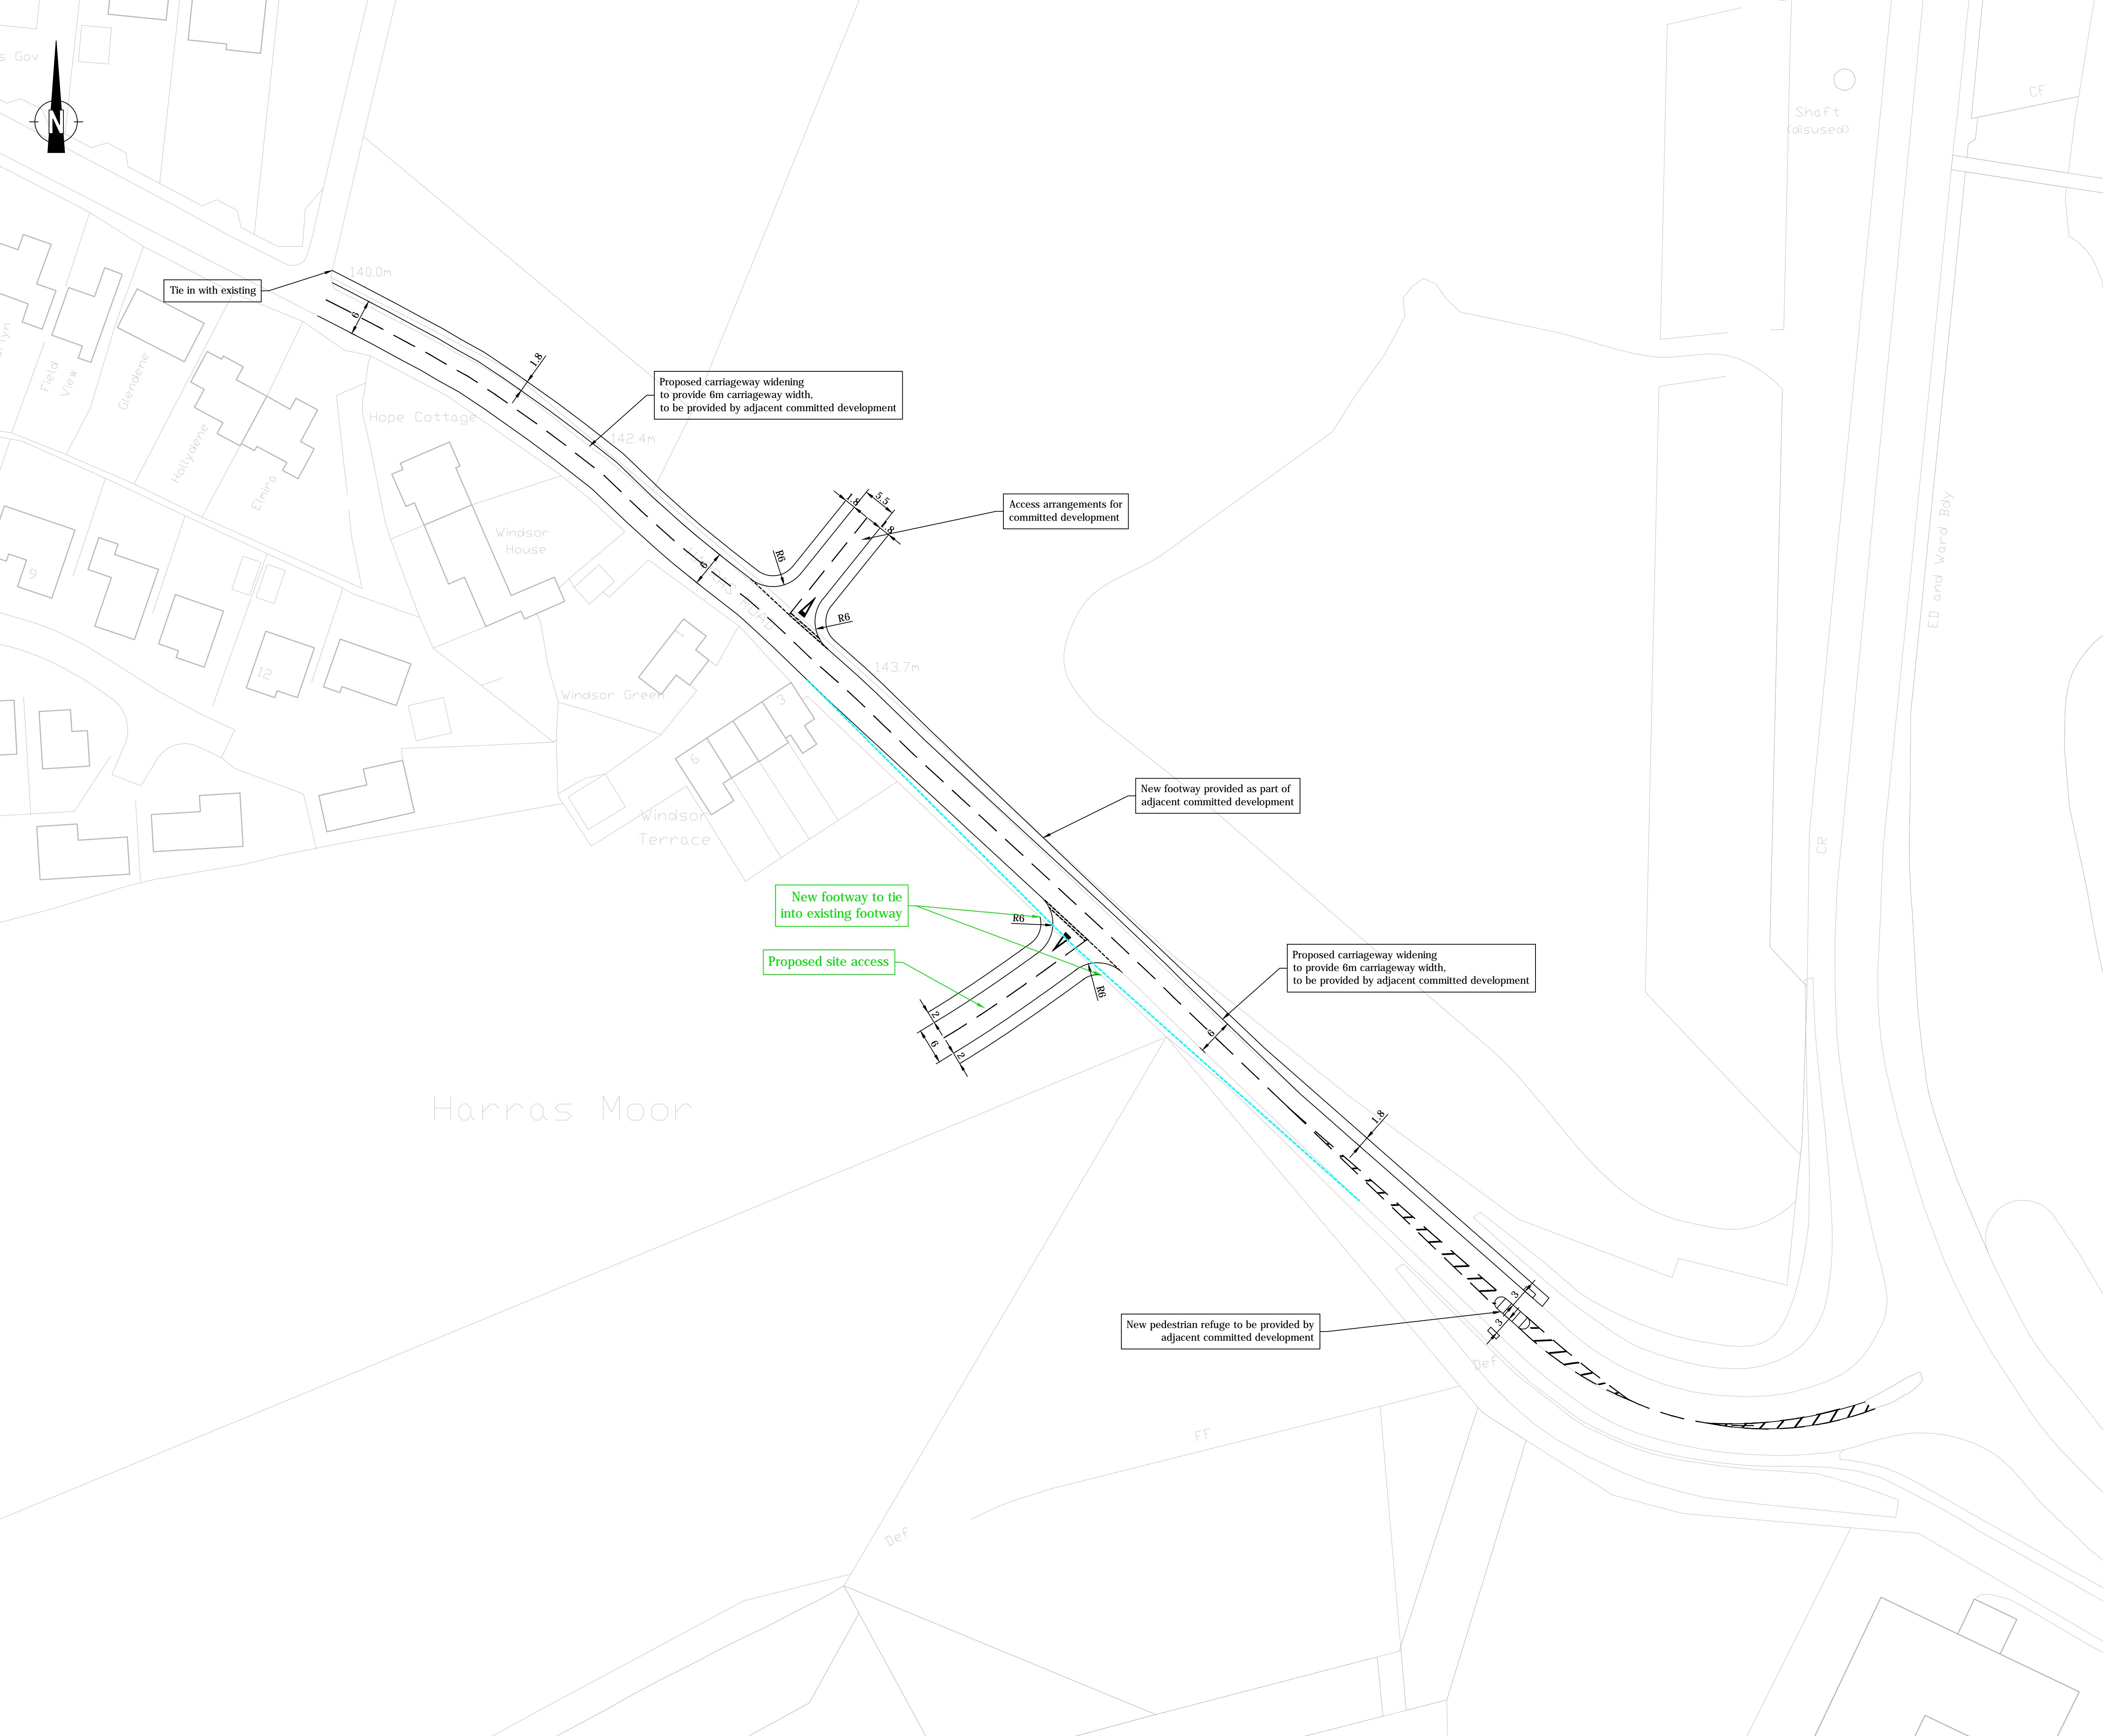 s Gov
N
Shaft
(disused)
CF
140.0m
Tie in with existing
6
1.8
Field
View
Glendene
Hollydene
Elmira
Hope Cottage
Proposed carriageway widening
to provide 6m carriageway width,
to be provided by adjacent committed development
142.4m
1.8
5.5
Access arrangements for
committed development
R6
R6
6
Windsor
House
9
12
1
143.7m
Windsor Green
3
6
Windsor
Terrace
ED and Ward Bdy
CR
New footway provided as part of
adjacent committed development
New footway to tie
into existing footway
R6
Proposed site access
R6
2
6
2
Proposed carriageway widening
to provide 6m carriageway width,
to be provided by adjacent committed development
6
Harras Moor
1.8
3
3
New pedestrian refuge to be provided by
adjacent committed development
Def
FF
Def